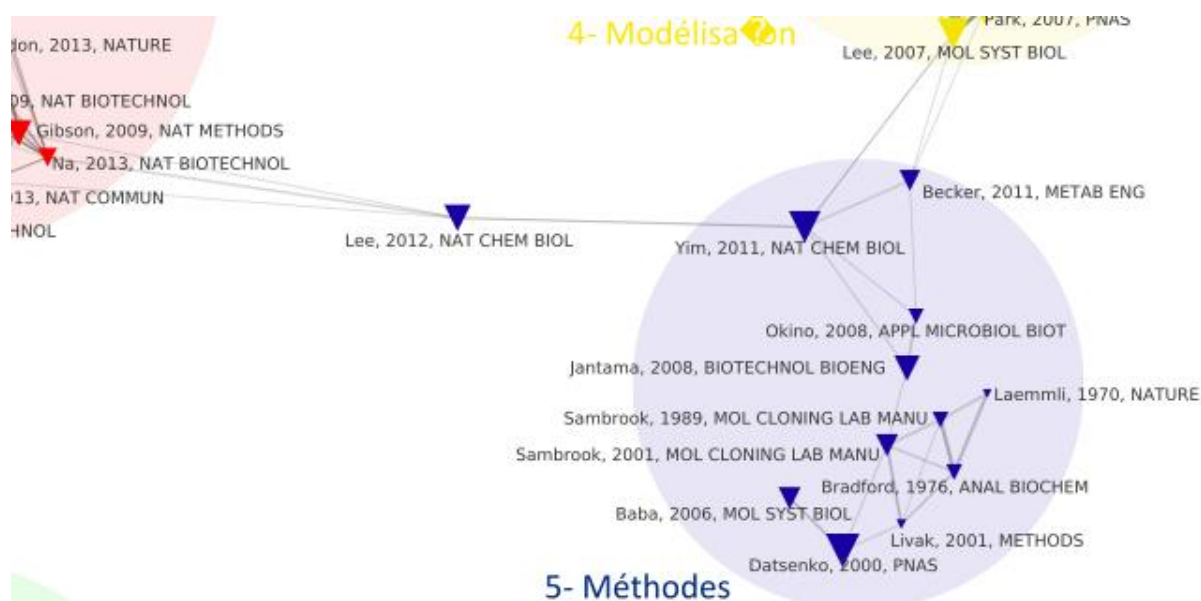 Park, 2007, PNAS
4- Modélisa�on
don, 2013, NATURE
Lee, 2007, MOL SYST BIOL
09, NAT BIOTECHNOL
Gibson, 2009, NAT METHODS
Na, 2013, NAT BIOTECHNOL
013, NAT COMMUN
Becker, 2011, METAB ENG
HNOL
Lee, 2012, NAT CHEM BIOL
Yim, 2011, NAT CHEM BIOL
Okino, 2008, APPL MICROBIOL BIOT
Jantama, 2008, BIOTECHNOL BIOENG
Laemmli, 1970, NATURE
Sambrook, 1989, MOL CLONING LAB MANU
Sambrook, 2001, MOL CLONING LAB MANU
Bradford, 1976, ANAL BIOCHEM
Baba, 2006, MOL SYST BIOL
Livak, 2001, METHODS
Datsenko, 2000, PNAS
5- Méthodes